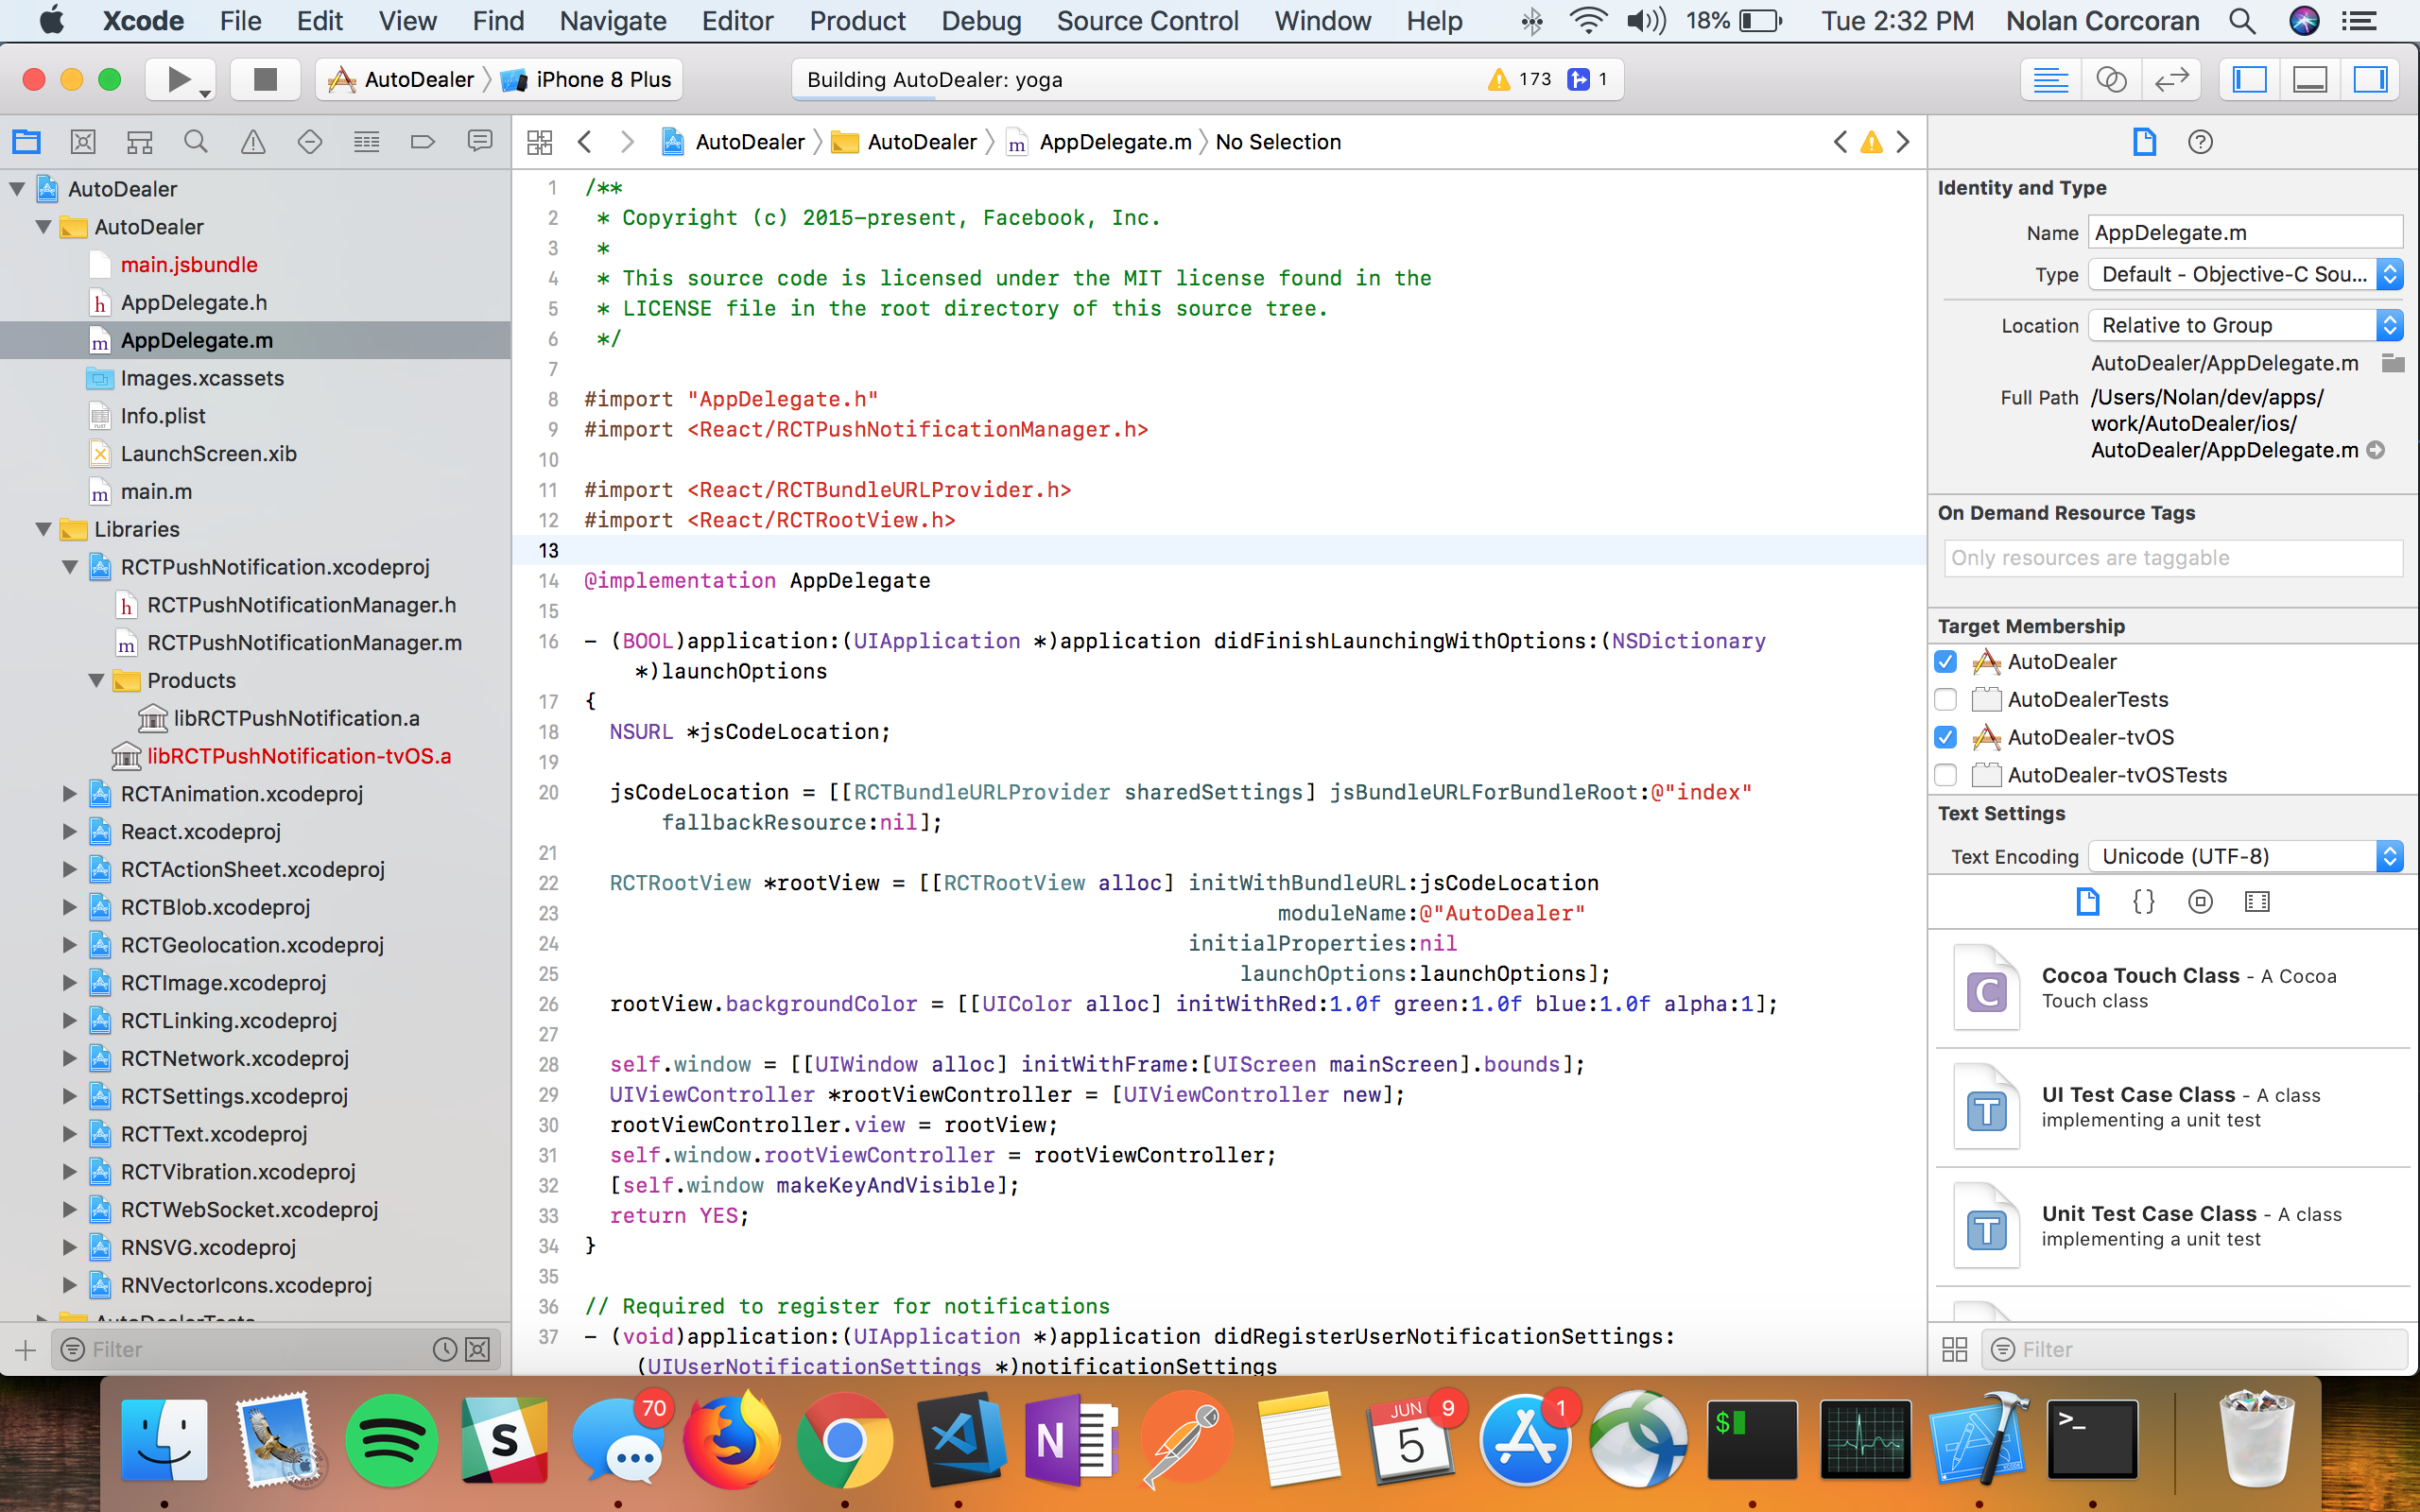 Xcode File Edit View Find Navigate Editor Product Debug Source Control Window Help 18% Tue 2:32 PM Nolan Corcoran
AutoDealer iPhone 8 Plus
Building AutoDealer: yoga 173 1
AutoDealer AutoDealer m AppDelegate.m No Selection
AutoDealer
AutoDealer
main.jsbundle
h AppDelegate.h
m AppDelegate.m
Images.xcassets
Info.plist
LaunchScreen.xib
m main.m
Libraries
RCTPushNotification.xcodeproj
h RCTPushNotificationManager.h
m RCTPushNotificationManager.m
Products
libRCTPushNotification.a
libRCTPushNotification-tvOS.a
RCTAnimation.xcodeproj
React.xcodeproj
RCTActionSheet.xcodeproj
RCTBlob.xcodeproj
RCTGeolocation.xcodeproj
RCTImage.xcodeproj
RCTLinking.xcodeproj
RCTNetwork.xcodeproj
RCTSettings.xcodeproj
RCTText.xcodeproj
RCTVibration.xcodeproj
RCTWebSocket.xcodeproj
RNSVG.xcodeproj
RNVectorIcons.xcodeproj
AutoDealerTests
Filter
1 /**
2 * Copyright (c) 2015-present, Facebook, Inc.
3 *
4 * This source code is licensed under the MIT license found in the
5 * LICENSE file in the root directory of this source tree.
6 */
7
8 #import "AppDelegate.h"
9 #import <React/RCTPushNotificationManager.h>
10
11 #import <React/RCTBundleURLProvider.h>
12 #import <React/RCTRootView.h>
13
14 @implementation AppDelegate
15
16 - (BOOL)application:(UIApplication *)application didFinishLaunchingWithOptions:(NSDictionary
*)launchOptions
17 {
18 NSURL *jsCodeLocation;
19
20 jsCodeLocation = [[RCTBundleURLProvider sharedSettings] jsBundleURLForBundleRoot:@"index"
fallbackResource:nil];
21
22 RCTRootView *rootView = [[RCTRootView alloc] initWithBundleURL:jsCodeLocation
23 moduleName:@"AutoDealer"
24 initialProperties:nil
25 launchOptions:launchOptions];
26 rootView.backgroundColor = [[UIColor alloc] initWithRed:1.0f green:1.0f blue:1.0f alpha:1];
27
28 self.window = [[UIWindow alloc] initWithFrame:[UIScreen mainScreen].bounds];
29 UIViewController *rootViewController = [UIViewController new];
30 rootViewController.view = rootView;
31 self.window.rootViewController = rootViewController;
32 [self.window makeKeyAndVisible];
33 return YES;
34 }
35
36 // Required to register for notifications
37 - (void)application:(UIApplication *)application didRegisterUserNotificationSettings:
(UIUserNotificationSettings *)notificationSettings
Identity and Type
Name AppDelegate.m
Type Default - Objective-C Sou...
Location Relative to Group
AutoDealer/AppDelegate.m
Full Path /Users/Nolan/dev/apps/
work/AutoDealer/ios/
AutoDealer/AppDelegate.m
On Demand Resource Tags
Only resources are taggable
Target Membership
AutoDealer
AutoDealerTests
AutoDealer-tvOS
AutoDealer-tvOSTests
Text Settings
Text Encoding Unicode (UTF-8)
{}
C Cocoa Touch Class - A Cocoa
Touch class
T UI Test Case Class - A class
implementing a unit test
T Unit Test Case Class - A class
implementing a unit test
Filter
S 70 N JUN 5 9 1 $ >_